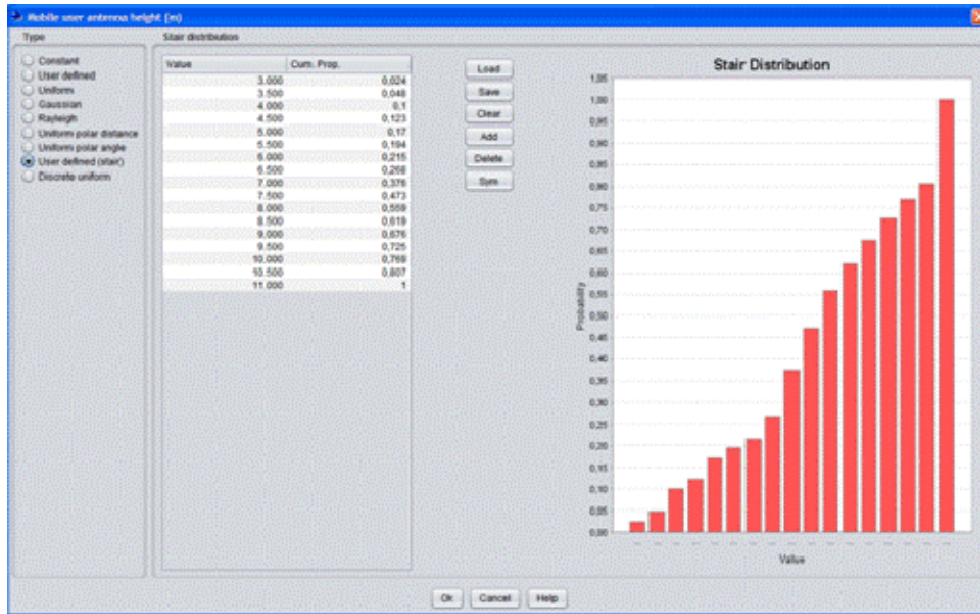 Mobile user antenna height (m)
Type
Constant
User defined
Uniform
Gaussian
Rayleigh
Uniform polar distance
Uniform polar angle
User defined (stair)
Discrete uniform
Stair distribution
Value Cum. Prop.
3.000 0,024
3.500 0,048
4.000 0,1
4.500 0,123
5.000 0,17
5.500 0,194
6.000 0,215
6.500 0,268
7.000 0,376
7.500 0,473
8.000 0,559
8.500 0,619
9.000 0,676
9.500 0,725
10.000 0,769
10.500 0,807
11.000 1
Load
Save
Clear
Add
Delete
Sym
Stair Distribution
Probability
1,05
1,00
0,95
0,90
0,85
0,80
0,75
0,70
0,65
0,60
0,55
0,50
0,45
0,40
0,35
0,30
0,25
0,20
0,15
0,10
0,05
0,00
Value
Ok Cancel Help